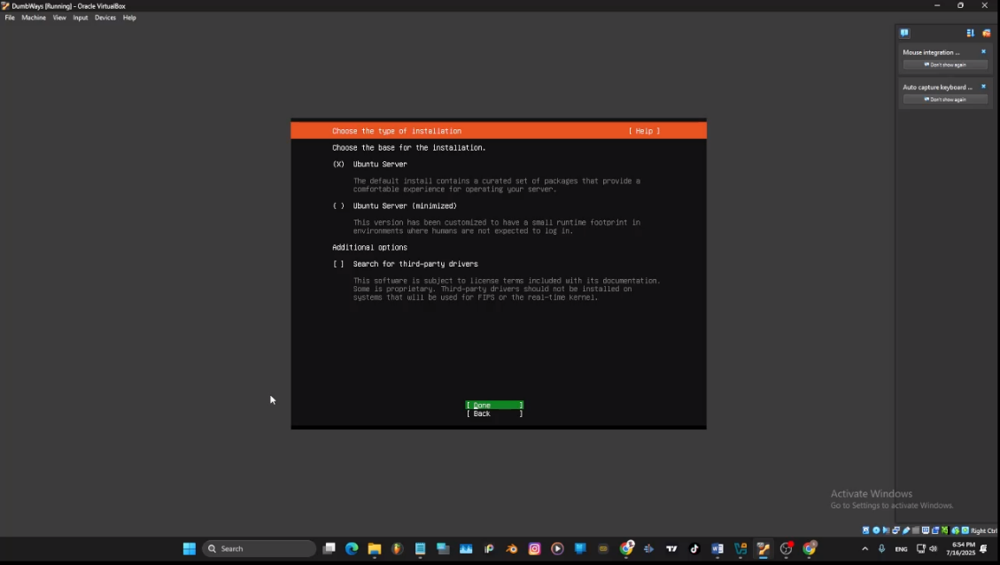 DumbWays [Running] - Oracle VirtualBox
File Machine View Input Devices Help
Mouse integration ...
Don't show again
Auto capture keyboard ...
Don't show again
Choose the type of installation [ Help ]
Choose the base for the installation.
(X) Ubuntu Server
The default install contains a curated set of packages that provide a
comfortable experience for operating your server.
( ) Ubuntu Server (minimized)
This version has been customized to have a small runtime footprint in
environments where humans are not expected to log in.
Additional options
[ ] Search for third-party drivers
This software is subject to license terms included with its documentation.
Some is proprietary. Third-party drivers should not be installed on
systems that will be used for FIPS or the real-time kernel.
[ Done ]
[ Back ]
Activate Windows
Go to Settings to activate Windows.
Right Ctrl
Search
ENG
6:54 PM
7/16/2025